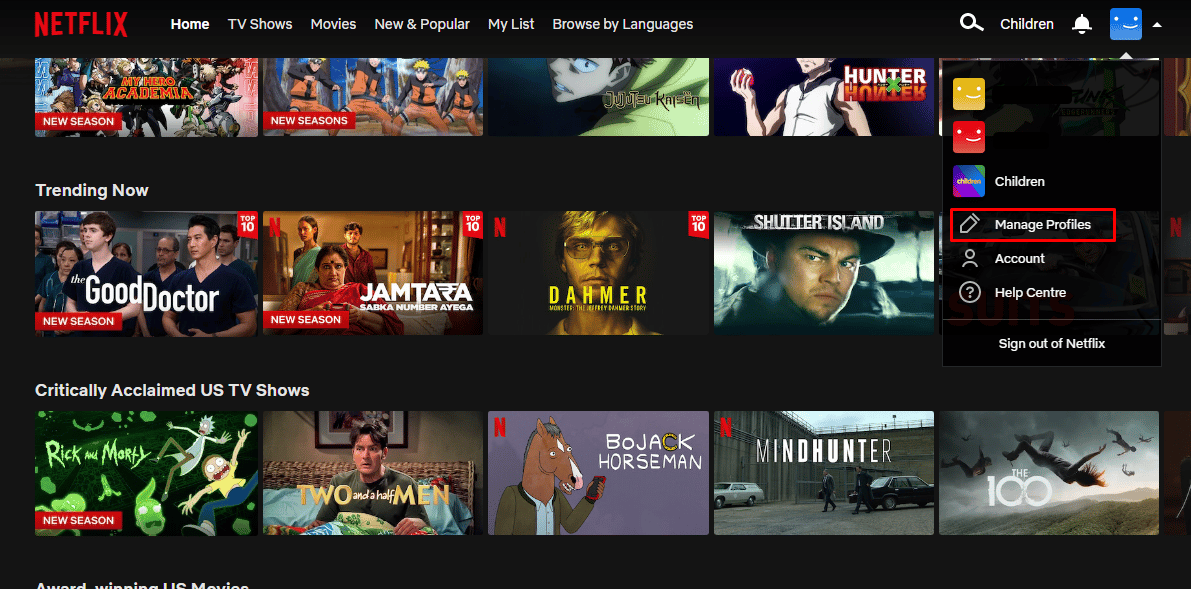 NETFLIX Home TV Shows Movies New & Popular My List Browse by Languages Children
MY HERO
ACADEMIA
NEW SEASON
NEW SEASONS
JUJUTSU KAISEN
HUNTER
HUNTER
Children
Manage Profiles
Account
Help Centre
Sign out of Netflix
Trending Now
TOP
10
the Good Doctor
NEW SEASON
N
TOP
10
JAMTARA
SABKA NUMBER AYEGA
NEW SEASON
N
TOP
10
DAHMER
MONSTER: THE JEFFREY DAHMER STORY
SHUTTER ISLAND
SUITS
N
Critically Acclaimed US TV Shows
Rick and Morty
NEW SEASON
TWO and a half MEN
N
BOJACK
HORSEMAN
N
MINDHUNTER
THE
100
Award-winning US Movies